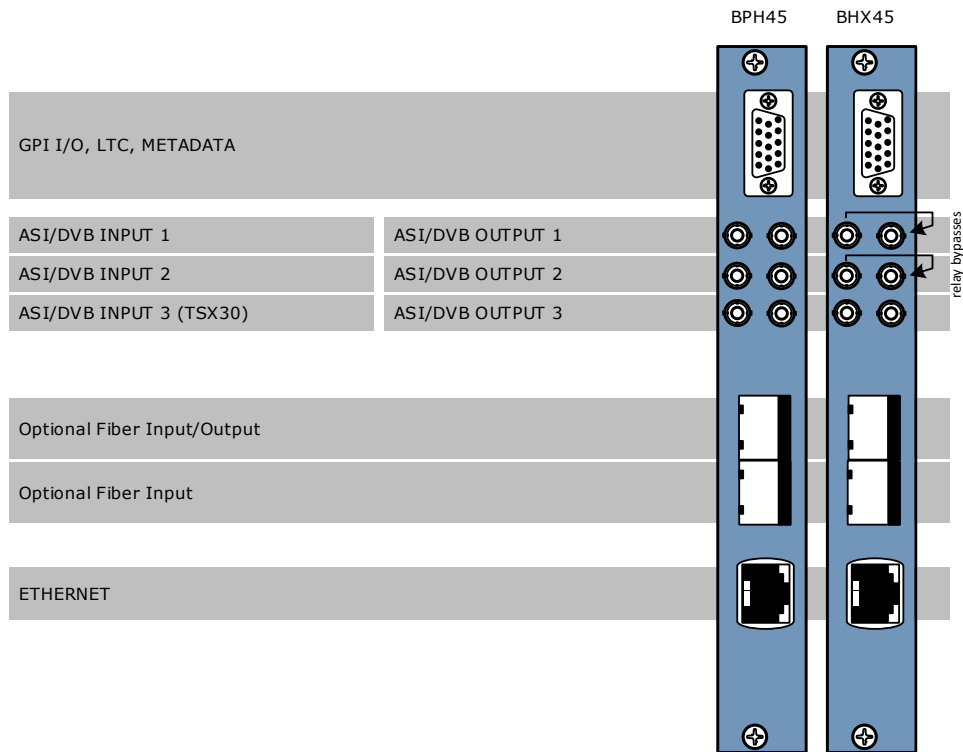 BPH45 BHX45
GPI I/O, LTC, METADATA
ASI/DVB INPUT 1 ASI/DVB OUTPUT 1
ASI/DVB INPUT 2 ASI/DVB OUTPUT 2
ASI/DVB INPUT 3 (TSX30) ASI/DVB OUTPUT 3
relay bypasses
Optional Fiber Input/Output
Optional Fiber Input
ETHERNET